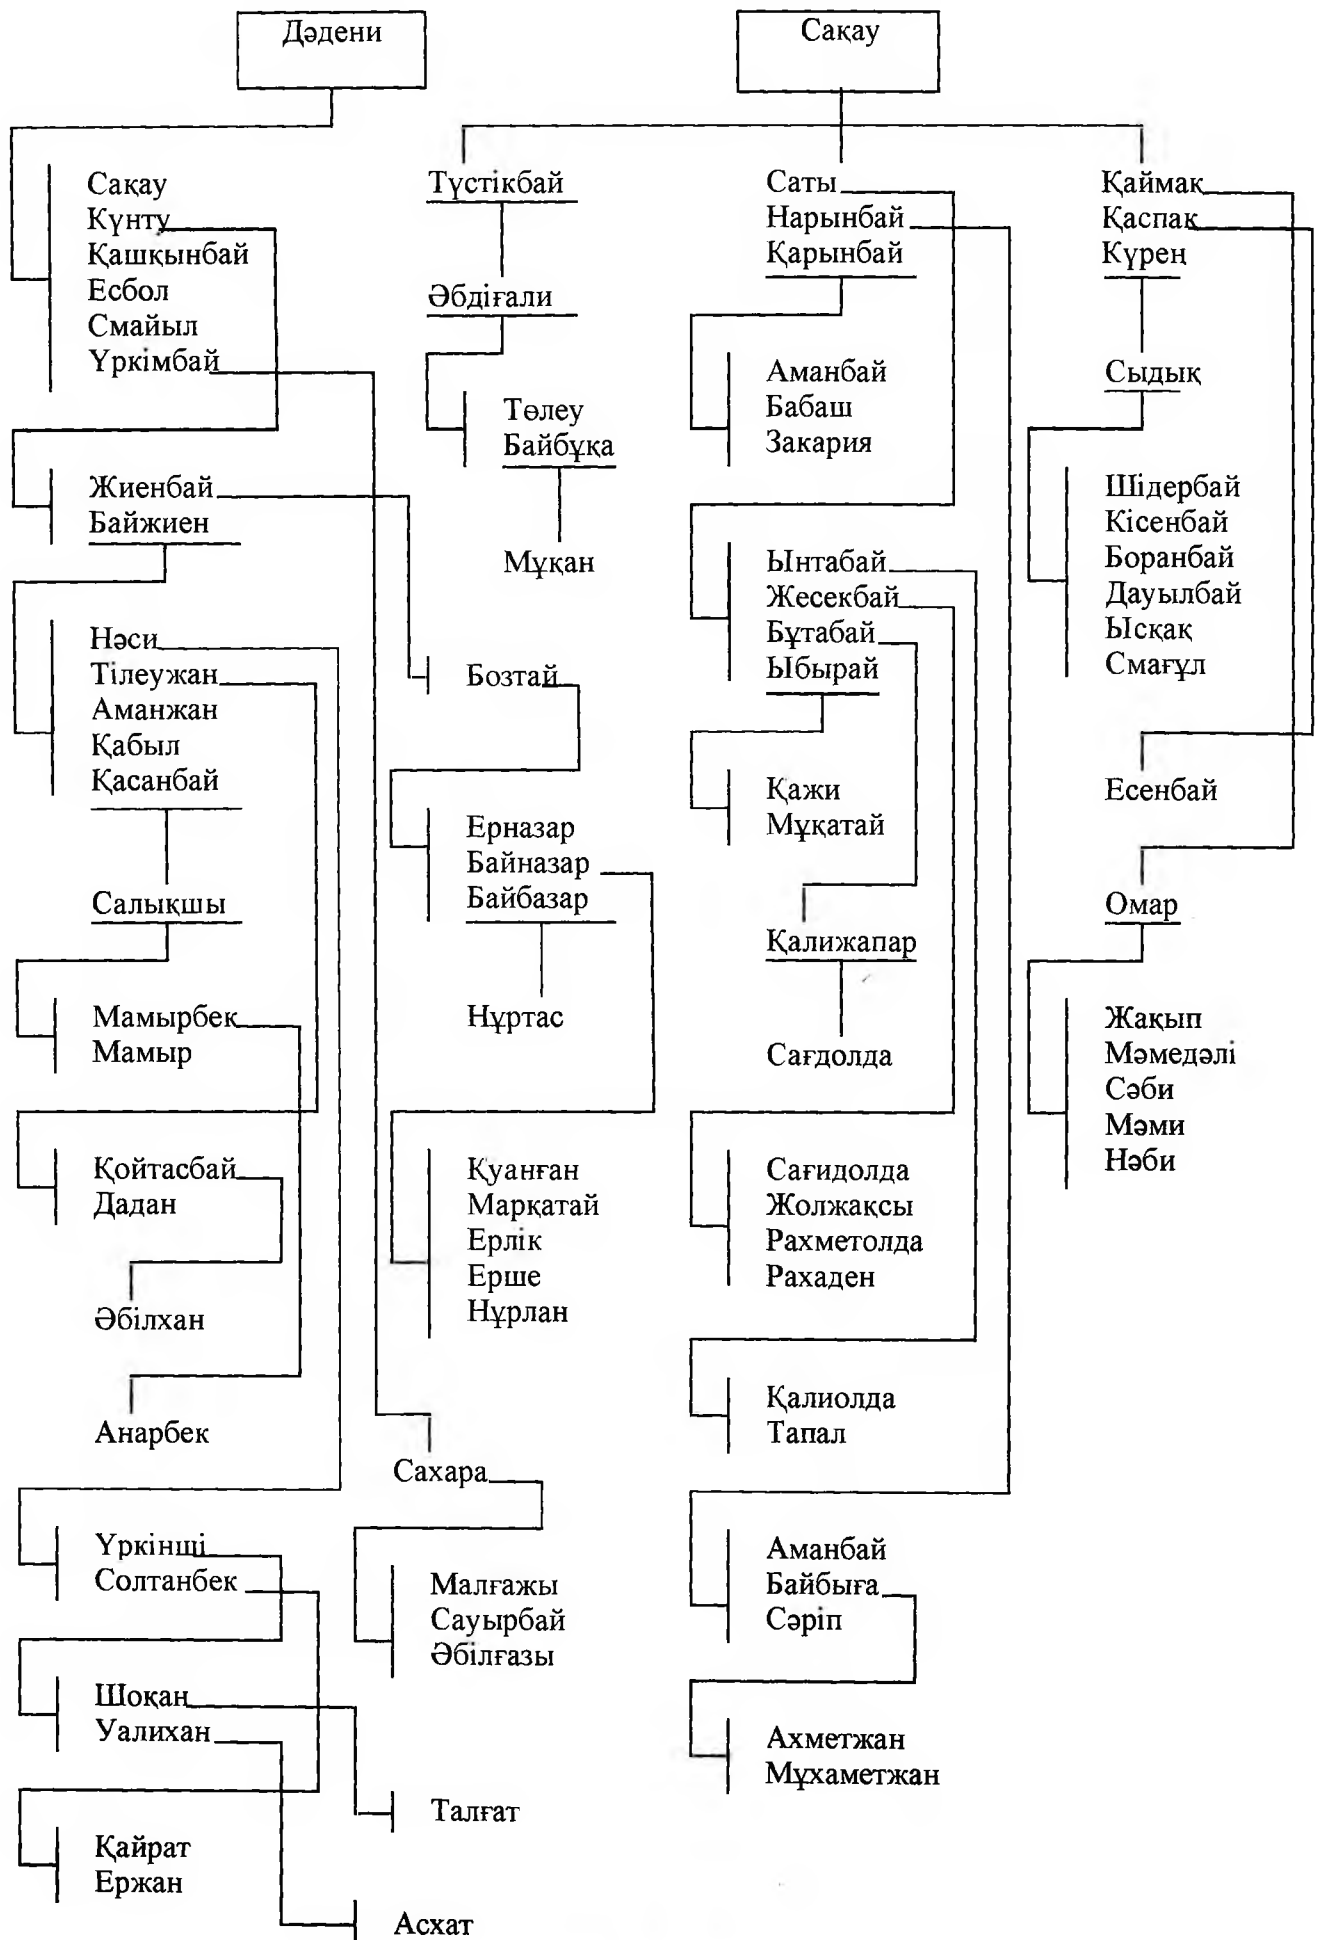 Дәдени
Сақау
Сақау
Күнту
Қашқынбай
Есбол
Смайыл
Үркімбай
Жиенбай
Байжиен
Нәси
Тілеужан
Аманжан
Қабыл
Қасанбай
Салықшы
Мамырбек
Мамыр
Қойтасбай
Дадан
Әбілхан
Анарбек
Үркінші
Солтанбек
Шоқан
Уалихан
Қайрат
Ержан
Түстікбай
Әбдіғали
Төлеу
Байбұқа
Мұқан
Бозтай
Ерназар
Байназар
Байбазар
Нұртас
Қуанған
Марқатай
Ерлік
Ерше
Нұрлан
Сахара
Малғажы
Сауырбай
Әбілғазы
Талғат
Асхат
Саты
Нарынбай
Қарынбай
Аманбай
Бабаш
Закария
Ынтабай
Жесекбай
Бұтабай
Ыбырай
Қажи
Мұқатай
Қалижапар
Сағдолда
Сағидолда
Жолжақсы
Рахметолда
Рахаден
Қалиолда
Тапал
Аманбай
Байбыға
Сәріп
Ахметжан
Мұхаметжан
Қаймақ
Қаспақ
Күрең
Сыдық
Шідербай
Кісенбай
Боранбай
Дауылбай
Ысқақ
Смағұл
Есенбай
Омар
Жақып
Мәмедәлі
Сәби
Мәми
Нәби